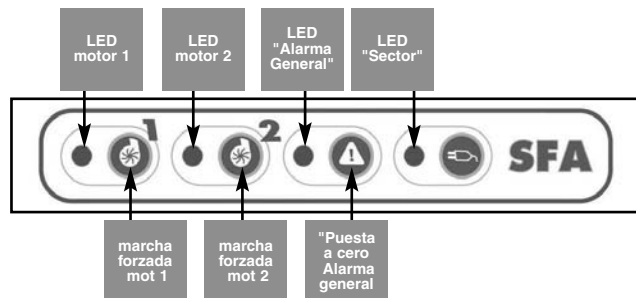 LED
motor 1
LED
motor 2
LED
"Alarma
General"
LED
"Sector"
1
2
SFA
marcha
forzada
mot 1
marcha
forzada
mot 2
"Puesta
a cero
Alarma
general